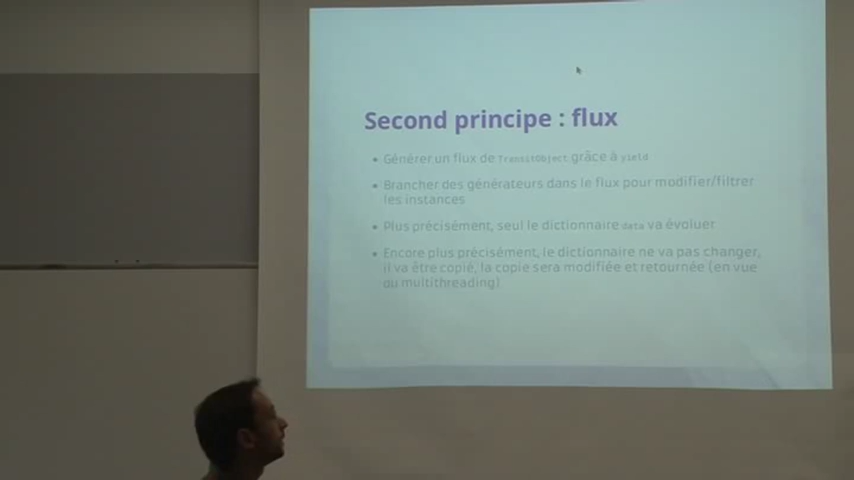 Second principe : flux
• Générer un flux de TransitObject grâce à yield
• Brancher des générateurs dans le flux pour modifier/filtrer
les instances
• Plus précisément, seul le dictionnaire data va évoluer
• Encore plus précisément, le dictionnaire ne va pas changer,
il va être copié, la copie sera modifiée et retournée (en vue
du multithreading)